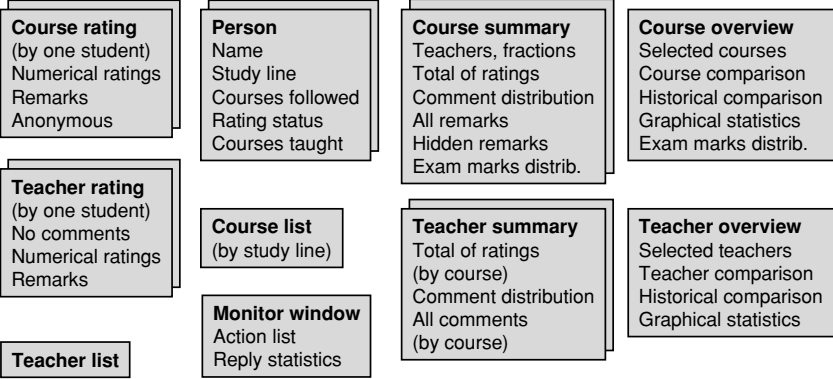 Course rating
(by one student)
Numerical ratings
Remarks
Anonymous
Teacher rating
(by one student)
No comments
Numerical ratings
Remarks
Teacher list
Person
Name
Study line
Courses followed
Rating status
Courses taught
Course list
(by study line)
Monitor window
Action list
Reply statistics
Course summary
Teachers, fractions
Total of ratings
Comment distribution
All remarks
Hidden remarks
Exam marks distrib.
Teacher summary
Total of ratings
(by course)
Comment distribution
All comments
(by course)
Course overview
Selected courses
Course comparison
Historical comparison
Graphical statistics
Exam marks distrib.
Teacher overview
Selected teachers
Teacher comparison
Historical comparison
Graphical statistics